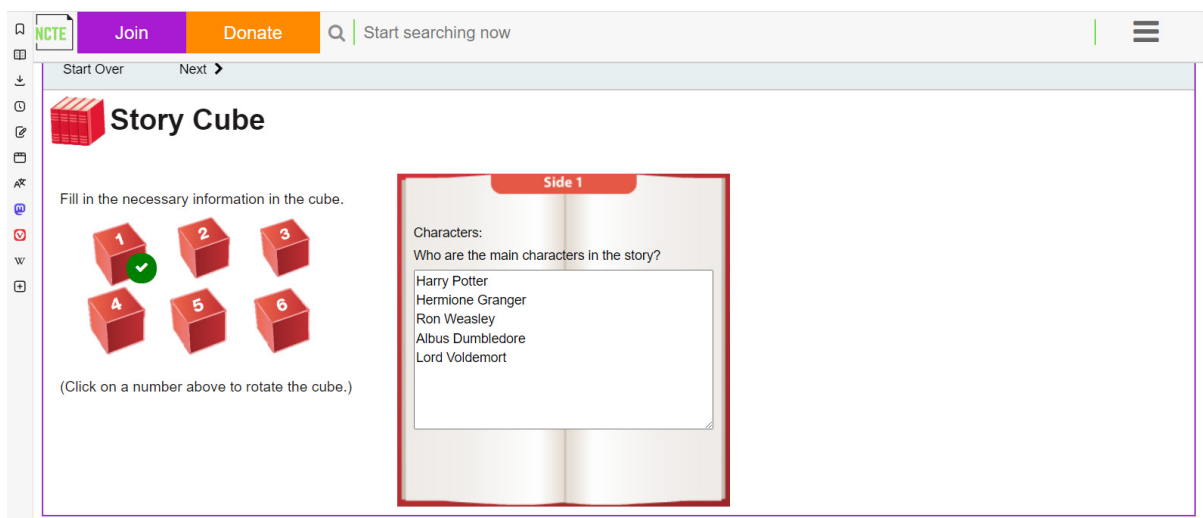 NCTE
Join
Donate
Start searching now
Start Over
Next
Story Cube
Fill in the necessary information in the cube.
1
2
3
4
5
6
(Click on a number above to rotate the cube.)
Side 1
Characters:
Who are the main characters in the story?
Harry Potter
Hermione Granger
Ron Weasley
Albus Dumbledore
Lord Voldemort